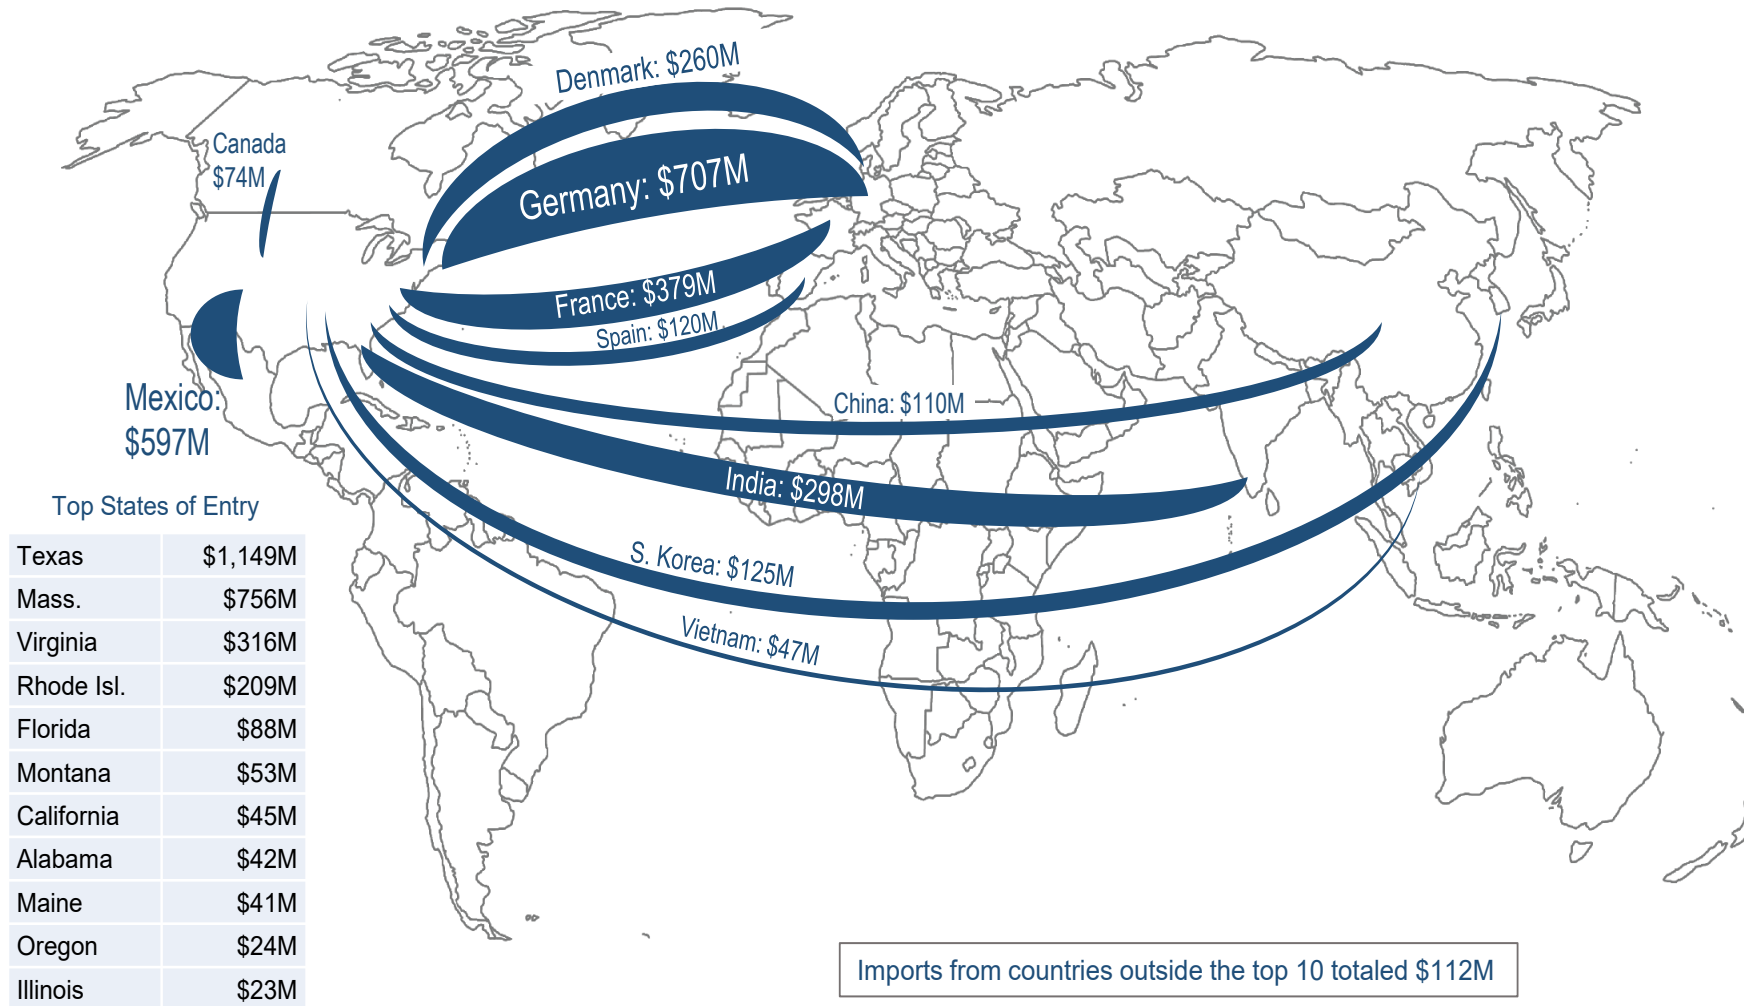 Denmark: $260M
Canada
$74M
Germany: $707M
France: $379M
Spain: $120M
Mexico:
$597M
China: $110M
India: $298M
S. Korea: $125M
Vietnam: $47M
Top States of Entry
Texas $1,149M
Mass. $756M
Virginia $316M
Rhode Isl. $209M
Florida $88M
Montana $53M
California $45M
Alabama $42M
Maine $41M
Oregon $24M
Illinois $23M
Imports from countries outside the top 10 totaled $112M